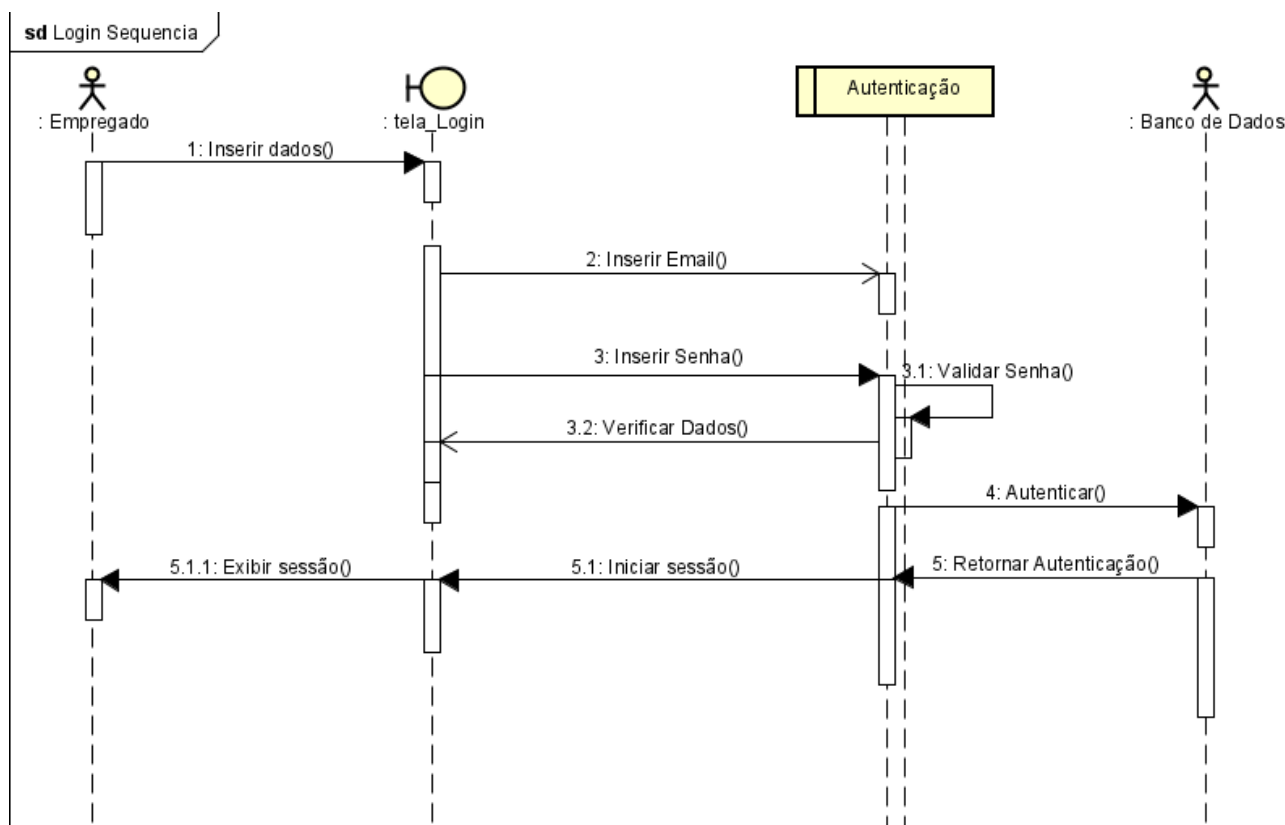 sd Login Sequencia
: Empregado
: tela_Login
Autenticação
: Banco de Dados
1: Inserir dados()
2: Inserir Email()
3: Inserir Senha()
3.1: Validar Senha()
3.2: Verificar Dados()
4: Autenticar()
5.1.1: Exibir sessão()
5.1: Iniciar sessão()
5: Retornar Autenticação()